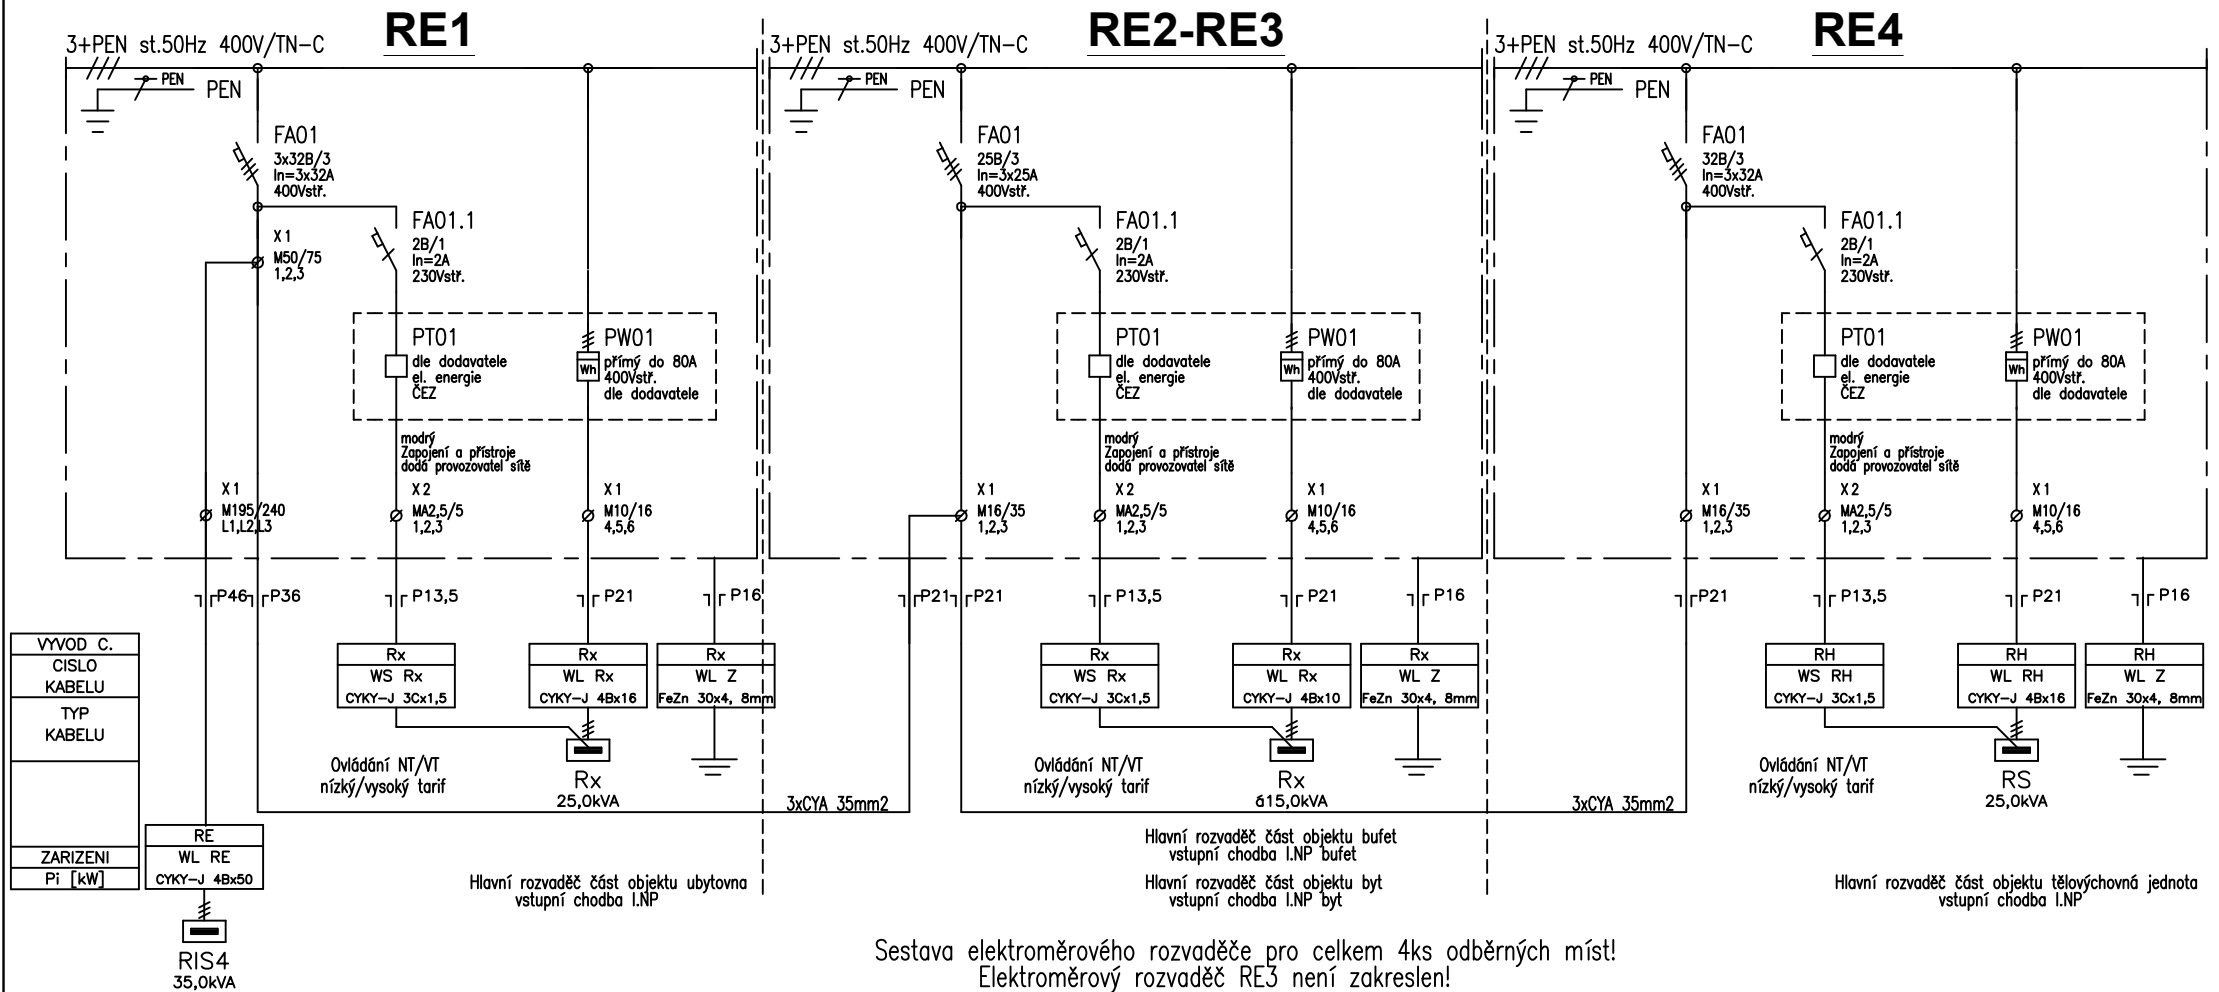 RE1
3+PEN st.50Hz 400V/TN-C
PEN
PEN
FA01
3x32B/3
In=3x32A
400Vstř.
FA01.1
2B/1
In=2A
230Vstř.
X1
M50/75
1,2,3
PT01
dle dodavatele
el. energie
ČEZ
PW01
Wh
přímý do 80A
400Vstř.
dle dodavatele
modrý
Zapojení a přístroje
dodá provozovatel sítě
X1
M195/240
L1,L2,L3
X2
MA2,5/5
1,2,3
X1
M10/16
4,5,6
P46
P36
P13,5
P21
P16
VYVOD C.
CISLO
KABELU
TYP
KABELU
ZARIZENI
Pi [kW]
Rx
WS Rx
CYKY-J 3Cx1,5
Rx
WL Rx
CYKY-J 4Bx16
Rx
WL Z
FeZn 30x4, 8mm
Ovládání NT/VT
nízký/vysoký tarif
Rx
25,0kVA
3xCYA 35mm2
RE
WL RE
CYKY-J 4Bx50
RIS4
35,0kVA
Hlavní rozvaděč část objektu ubytovna
vstupní chodba I.NP
RE2-RE3
3+PEN st.50Hz 400V/TN-C
PEN
PEN
FA01
25B/3
In=3x25A
400Vstř.
FA01.1
2B/1
In=2A
230Vstř.
PT01
dle dodavatele
el. energie
ČEZ
PW01
Wh
přímý do 80A
400Vstř.
dle dodavatele
modrý
Zapojení a přístroje
dodá provozovatel sítě
X1
M16/35
1,2,3
X2
MA2,5/5
1,2,3
X1
M10/16
4,5,6
P21
P21
P13,5
P21
P16
Rx
WS Rx
CYKY-J 3Cx1,5
Rx
WL Rx
CYKY-J 4Bx10
Rx
WL Z
FeZn 30x4, 8mm
Ovládání NT/VT
nízký/vysoký tarif
Rx
á15,0kVA
3xCYA 35mm2
Hlavní rozvaděč část objektu bufet
vstupní chodba I.NP bufet
Hlavní rozvaděč část objektu byt
vstupní chodba I.NP byt
RE4
3+PEN st.50Hz 400V/TN-C
PEN
PEN
FA01
32B/3
In=3x32A
400Vstř.
FA01.1
2B/1
In=2A
230Vstř.
PT01
dle dodavatele
el. energie
ČEZ
PW01
Wh
přímý do 80A
400Vstř.
dle dodavatele
modrý
Zapojení a přístroje
dodá provozovatel sítě
X1
M16/35
1,2,3
X2
MA2,5/5
1,2,3
X1
M10/16
4,5,6
P21
P13,5
P21
P16
RH
WS RH
CYKY-J 3Cx1,5
RH
WL RH
CYKY-J 4Bx16
RH
WL Z
FeZn 30x4, 8mm
Ovládání NT/VT
nízký/vysoký tarif
RS
25,0kVA
Hlavní rozvaděč část objektu tělovýchovná jednota
vstupní chodba I.NP
Sestava elektroměrového rozvaděče pro celkem 4ks odběrných míst!
Elektroměrový rozvaděč RE3 není zakreslen!